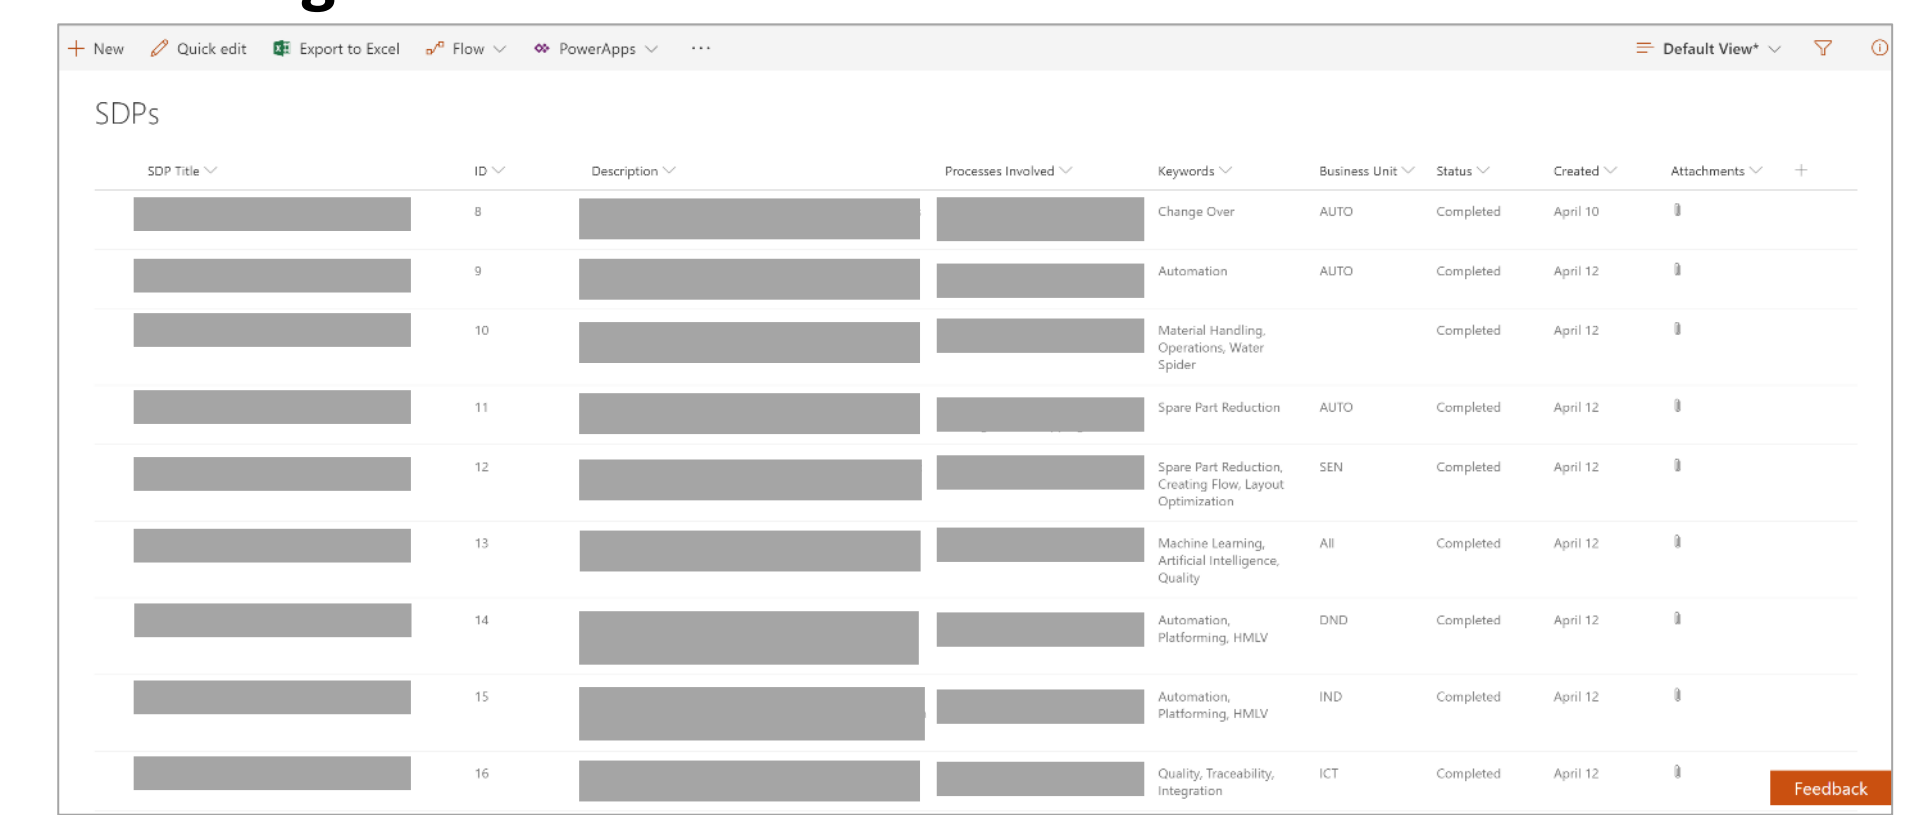 g
New Quick edit Export to Excel Flow PowerApps ... Default View*
SDPs
SDP Title ID Description Processes Involved Keywords Business Unit Status Created Attachments
8 Change Over AUTO Completed April 10
9 Automation AUTO Completed April 12
10 Material Handling, Completed April 12
Operations, Water
Spider
11 Spare Part Reduction AUTO Completed April 12
12 Spare Part Reduction, SEN Completed April 12
Creating Flow, Layout
Optimization
13 Machine Learning, All Completed April 12
Artificial Intelligence,
Quality
14 Automation, DND Completed April 12
Platforming, HMLV
15 Automation, IND Completed April 12
Platforming, HMLV
16 Quality, Traceability, ICT Completed April 12
Integration
Feedback